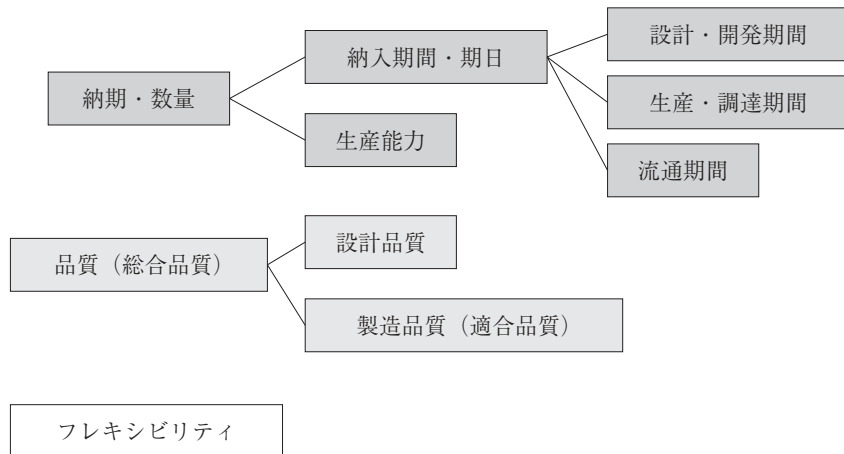 設計・開発期間
納入期間・期日
納期・数量
生産・調達期間
生産能力
流通期間
設計品質
品質（総合品質）
製造品質（適合品質）
フレキシビリティ